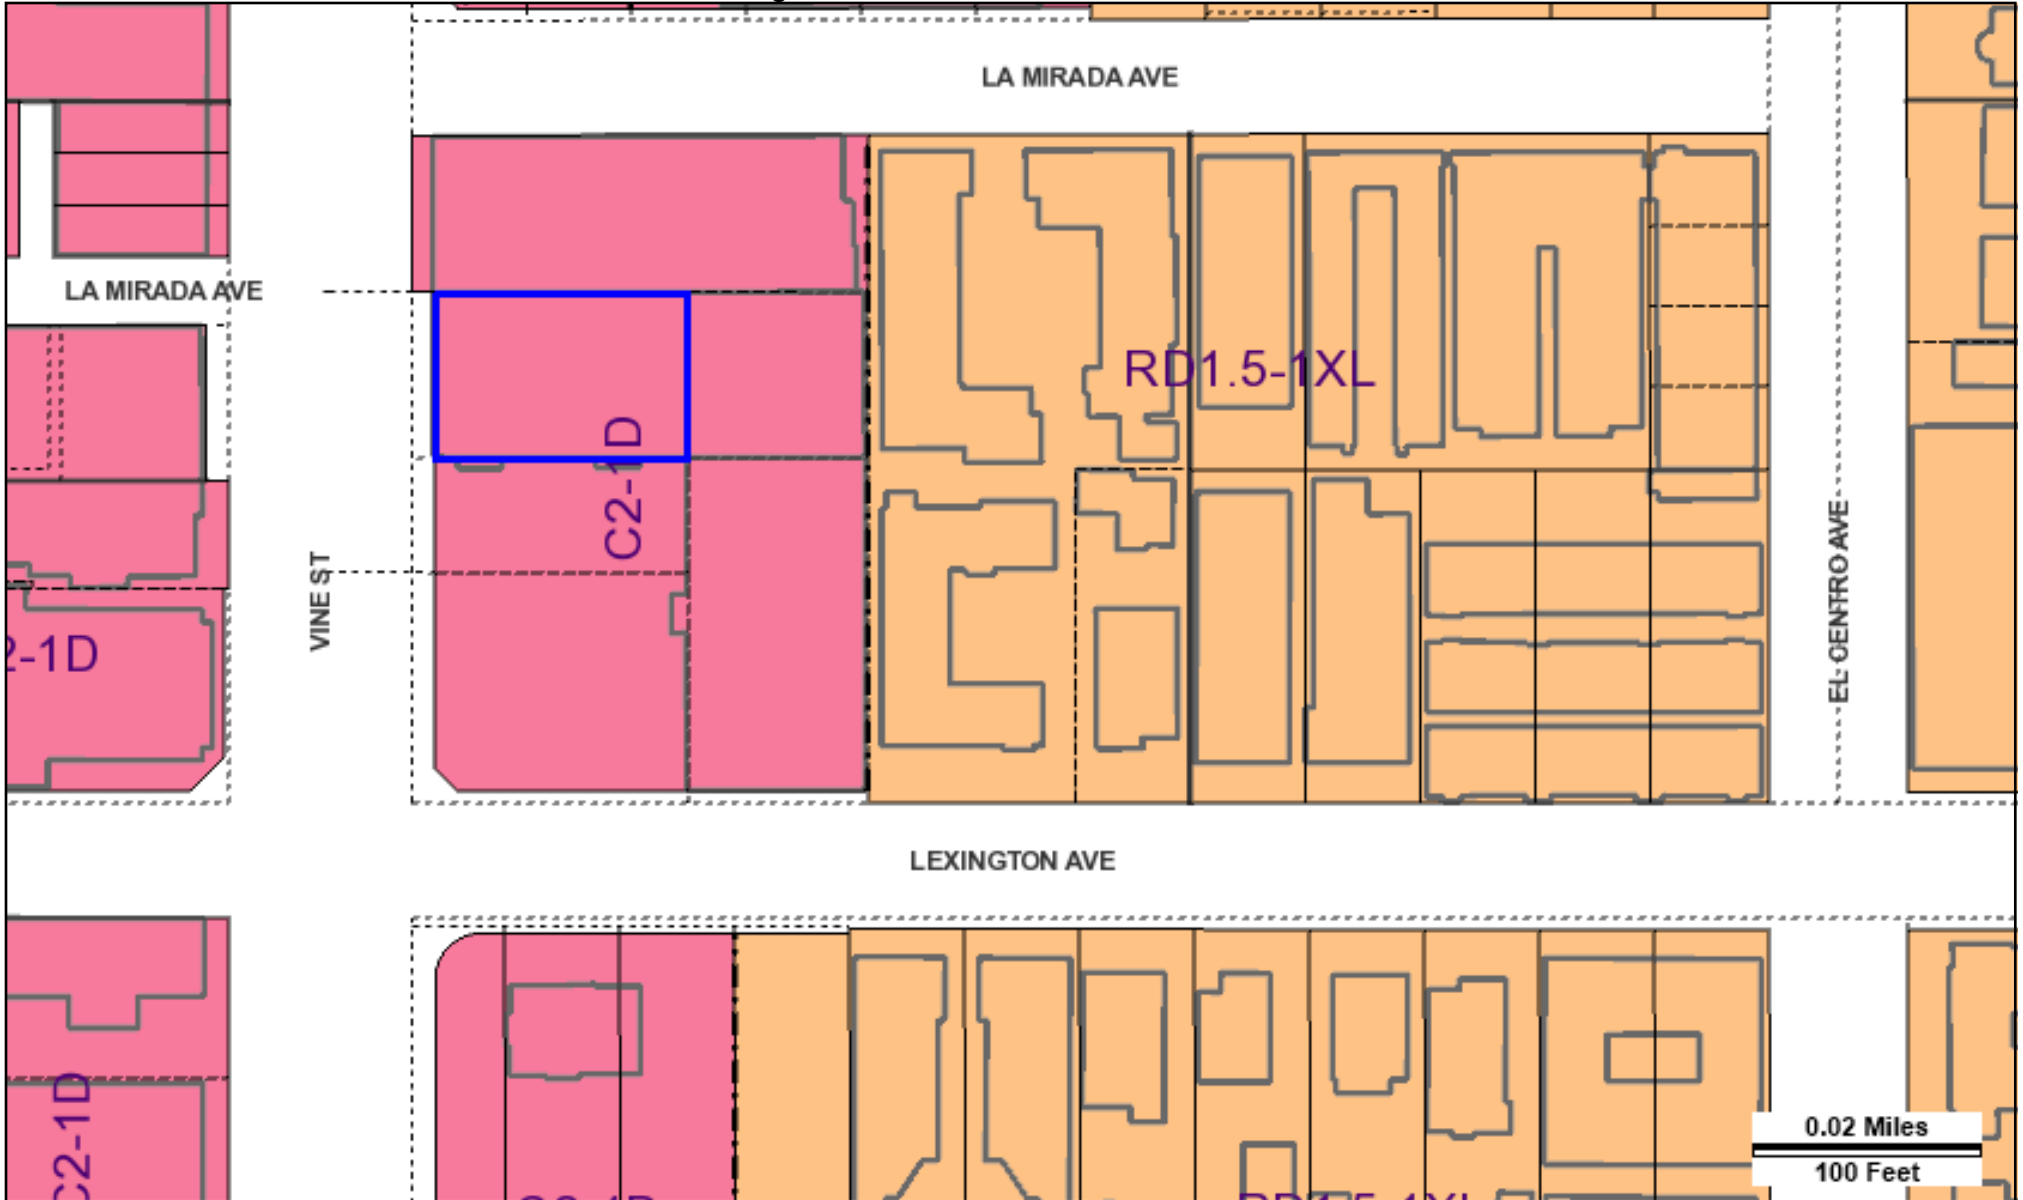 LA MIRADA AVE
LA MIRADA AVE
RD1.5-1XL
C2-1D
VINE ST
EL CENTRO AVE
2-1D
LEXINGTON AVE
C2-1D
0.02 Miles
100 Feet